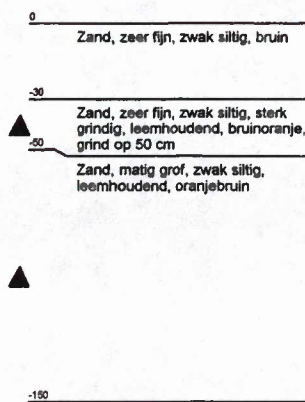 0
Zand, zeer fijn, zwak siltig, bruin
-30
Zand, zeer fijn, zwak siltig, sterk
grindig, leemhoudend, bruinoranje,
grind op 50 cm
-50
Zand, matig grof, zwak siltig,
leemhoudend, oranjebruin
-150